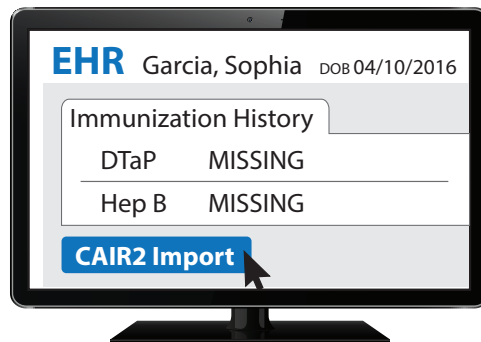 EHR Garcia, Sophia DOB 04/10/2016
Immunization History
DTaP MISSING
Hep B MISSING
CAIR2 Import